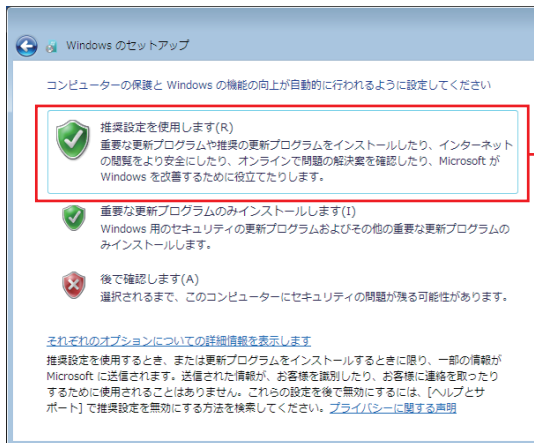 Windows のセットアップ
コンピューターの保護と Windows の機能の向上が自動的に行われるように設定してください
推奨設定を使用します(R)
重要な更新プログラムや推奨の更新プログラムをインストールしたり、インターネット
の閲覧をより安全にしたり、オンラインで問題の解決案を確認したり、Microsoft が
Windows を改善するために役立てたりします。
重要な更新プログラムのみインストールします(I)
Windows 用のセキュリティの更新プログラムおよびその他の重要な更新プログラムの
みインストールします。
後で確認します(A)
選択されるまで、このコンピューターにセキュリティの問題が残る可能性があります。
それぞれのオプションについての詳細情報を表示します
推奨設定を使用するとき、または更新プログラムをインストールするときに限り、一部の情報が
Microsoft に送信されます。送信された情報が、お客様を識別したり、お客様に連絡を取ったり
するために使用されることはありません。これらの設定を後で無効にするには、[ヘルプとサ
ポート] で推奨設定を無効にする方法を検索してください。プライバシーに関する声明